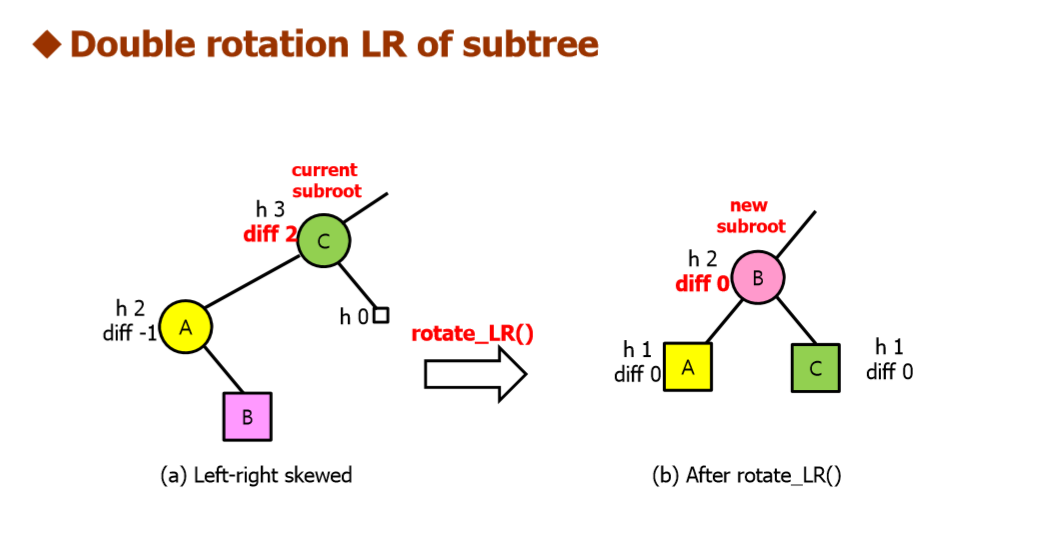 Double rotation LR of subtree
current
subroot
h 3
diff 2
C
h 2
diff -1
A
h 0
B
(a) Left-right skewed
rotate_LR()
new
subroot
h 2
diff 0
B
h 1
diff 0
A
C
h 1
diff 0
(b) After rotate_LR()